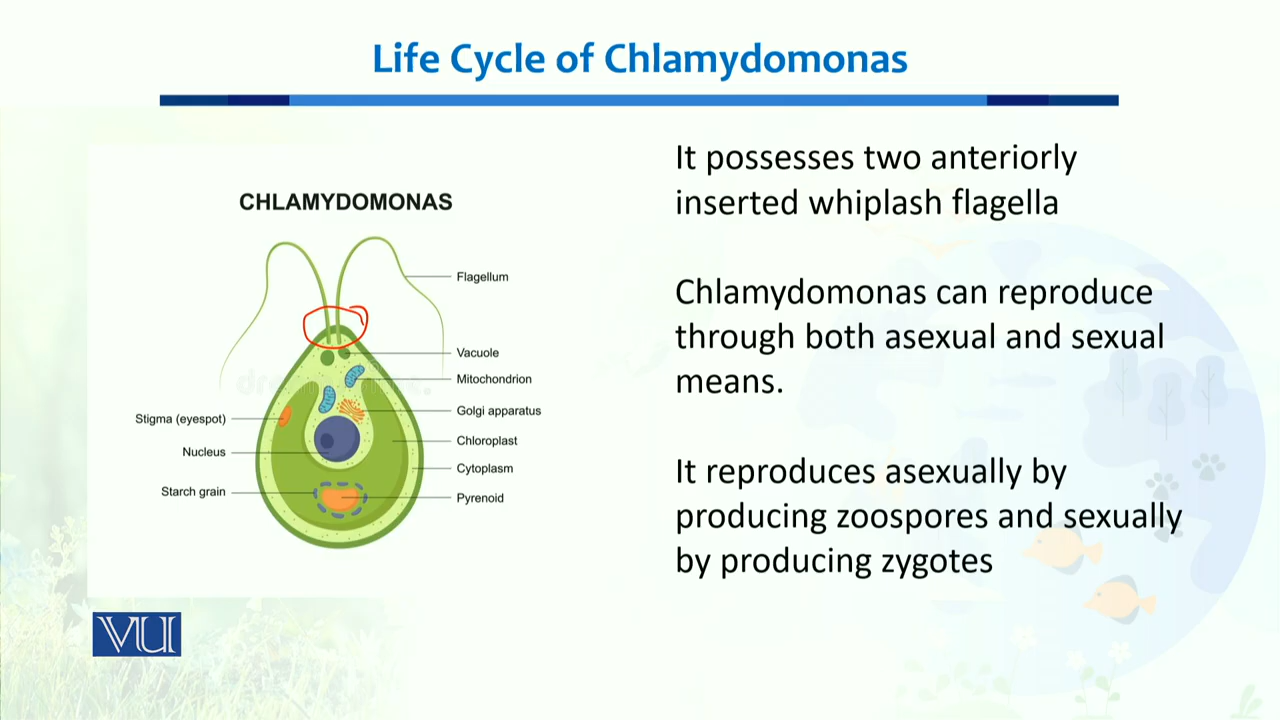 Life Cycle of Chlamydomonas
CHLAMYDOMONAS
Flagellum
Vacuole
Mitochondrion
Golgi apparatus
Stigma (eyespot)
Chloroplast
Nucleus
Cytoplasm
Starch grain
Pyrenoid
It possesses two anteriorly
inserted whiplash flagella
Chlamydomonas can reproduce
through both asexual and sexual
means.
It reproduces asexually by
producing zoospores and sexually
by producing zygotes
VU